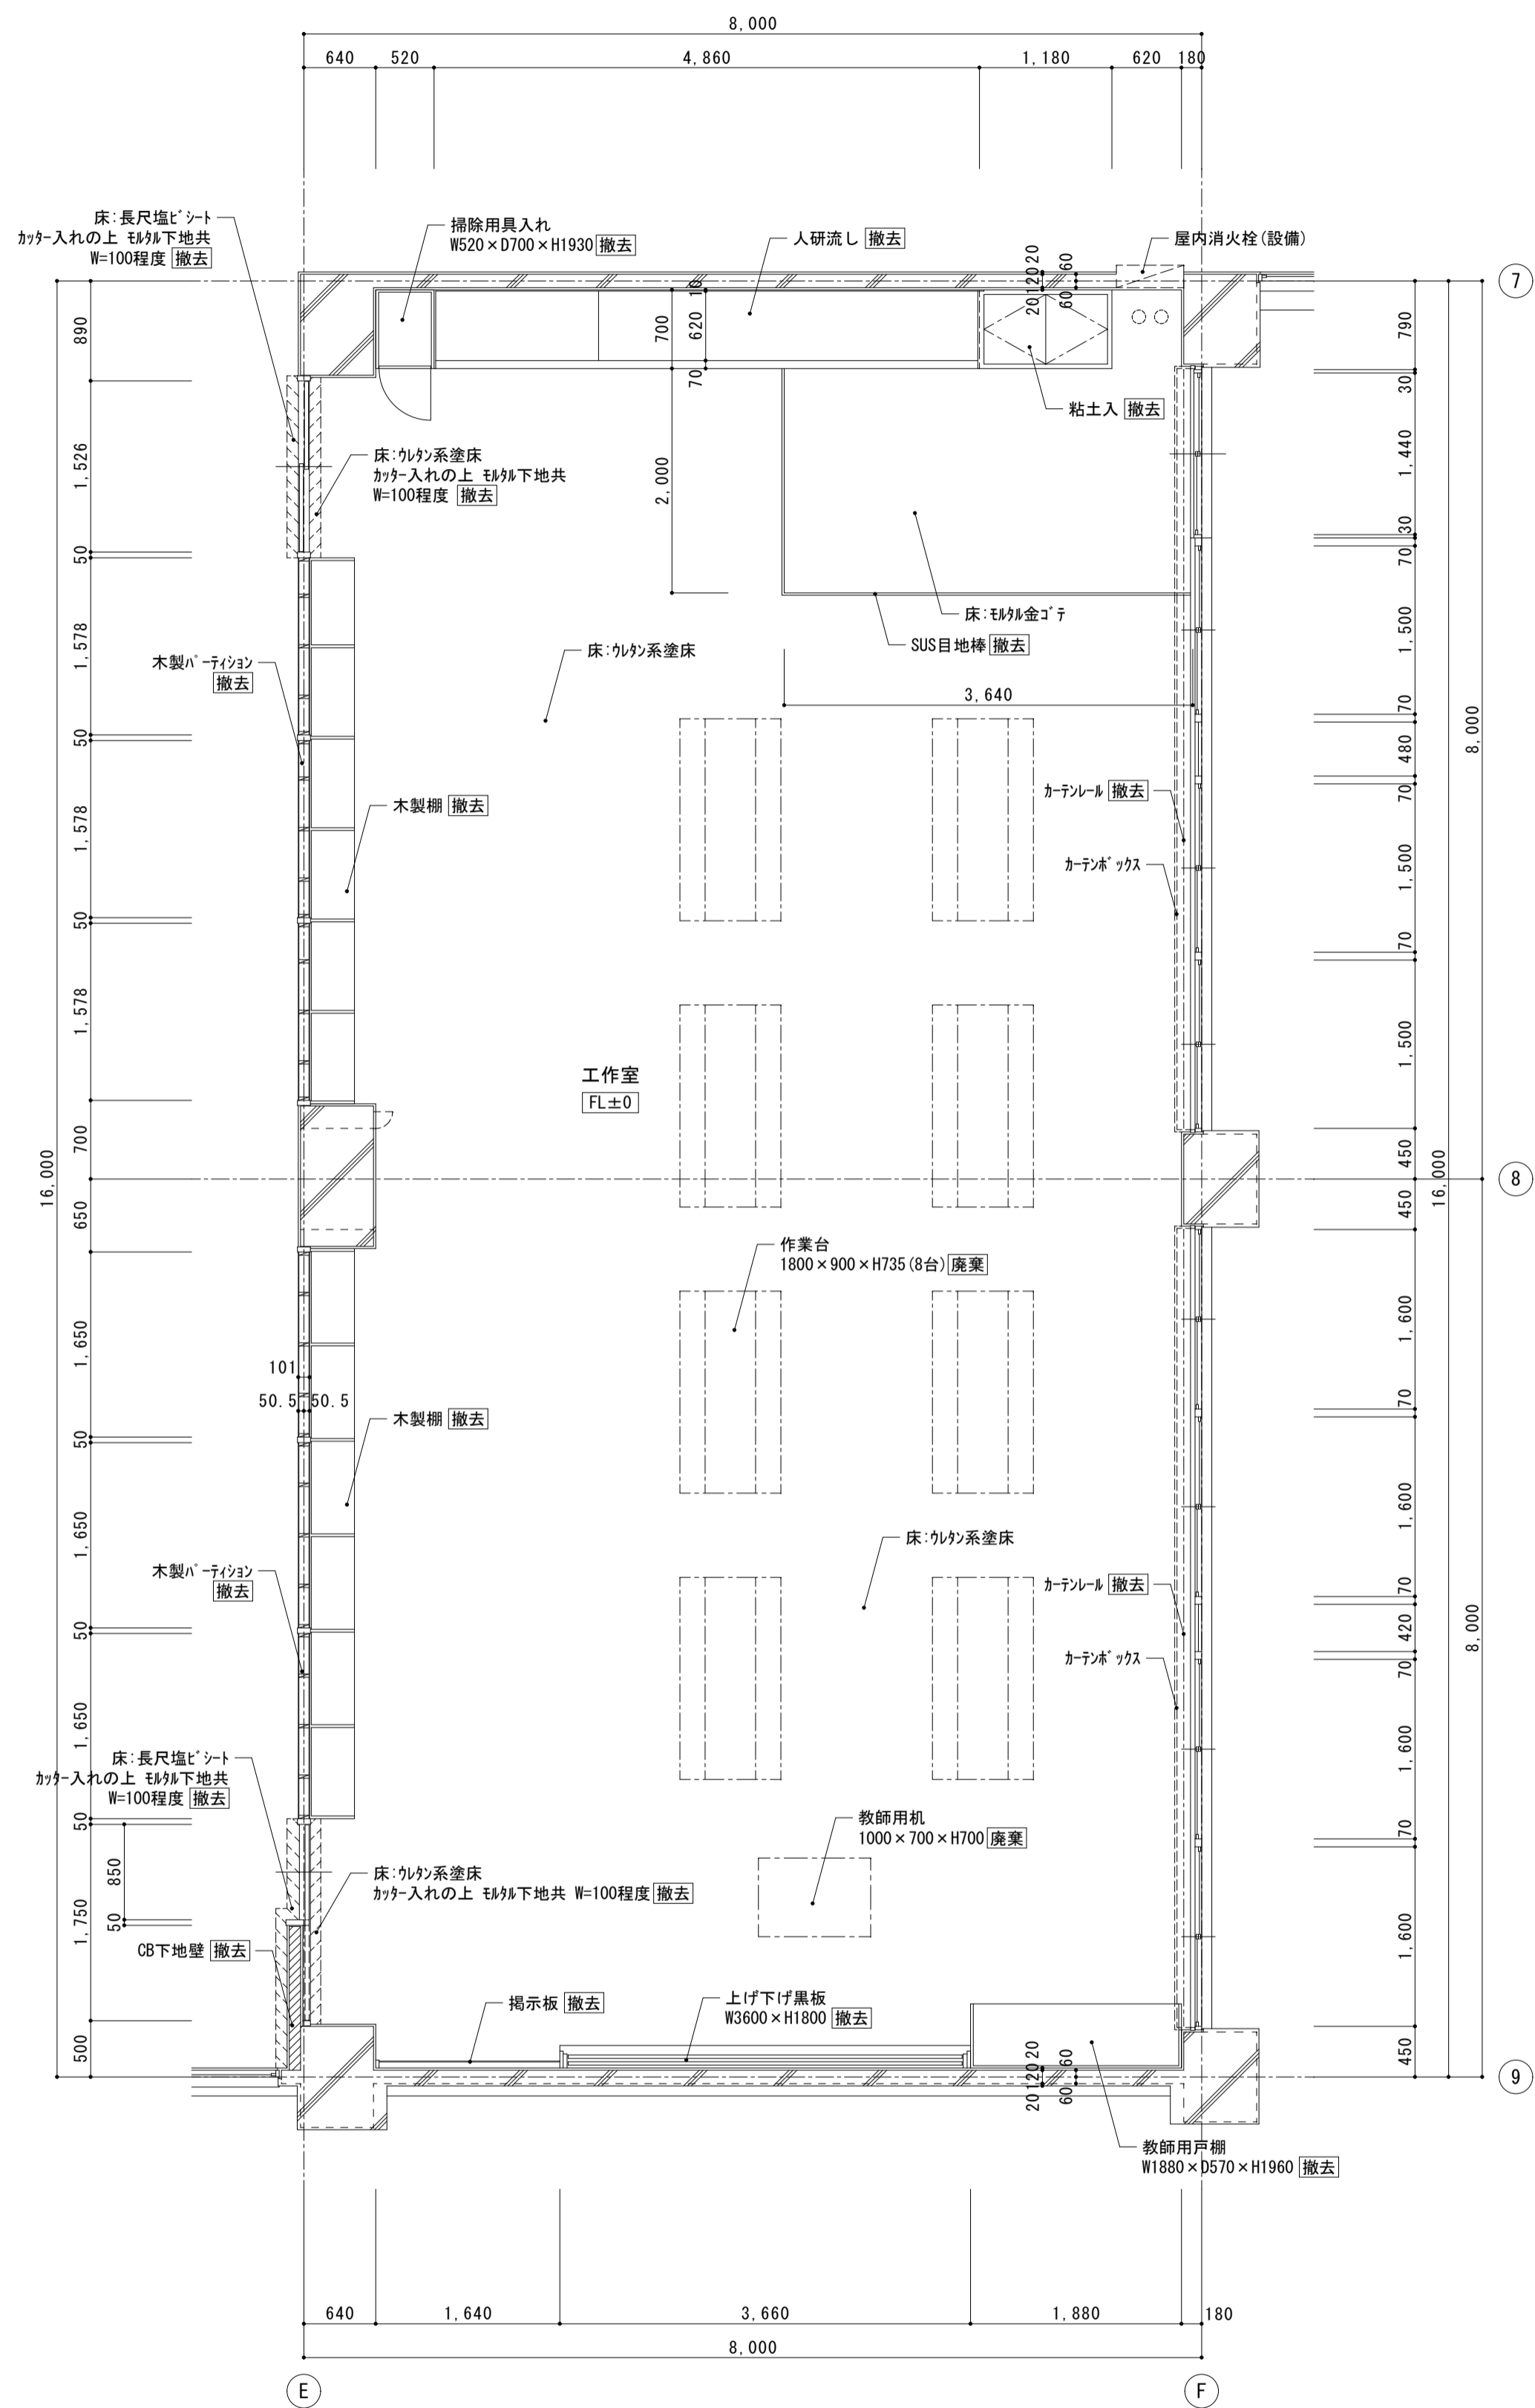 8,000
640
520
4,860
1,180
620
180
床:長尺塩ビシート
カッター入れの上 モルタル下地共
W=100程度 撤去
掃除用具入れ
W520×D700×H1930 撤去
人研流し 撤去
屋内消火栓(設備)
20
120
20
60
60
7
890
700
10
620
70
790
30
粘土入 撤去
1,526
床:ウレタン系塗床
カッター入れの上 モルタル下地共
W=100程度 撤去
2,000
1,440
30
50
70
床:モルタル金ゴテ
SUS目地棒 撤去
1,578
木製パーティション
撤去
床:ウレタン系塗床
1,500
3,640
70
8,000
50
480
70
1,578
木製棚 撤去
カーテンレール 撤去
カーテンボックス
1,500
50
70
1,578
1,500
工作室
FL±0
700
450
16,000
16,000
8
650
450
作業台
1800×900×H735(8台) 廃棄
1,650
1,600
101
50.5
50.5
木製棚 撤去
70
50
1,650
床:ウレタン系塗床
1,600
木製パーティション
撤去
カーテンレール 撤去
70
50
420
8,000
カーテンボックス
70
1,650
床:長尺塩ビシート
カッター入れの上 モルタル下地共
W=100程度 撤去
1,600
50
教師用机
1000×700×H700 廃棄
70
850
床:ウレタン系塗床
カッター入れの上 モルタル下地共 W=100程度 撤去
1,750
50
CB下地壁 撤去
1,600
掲示板 撤去
上げ下げ黒板
W3600×H1800 撤去
500
20
120
20
60
60
450
9
教師用戸棚
W1880×D570×H1960 撤去
640
1,640
3,660
1,880
180
8,000
E
F